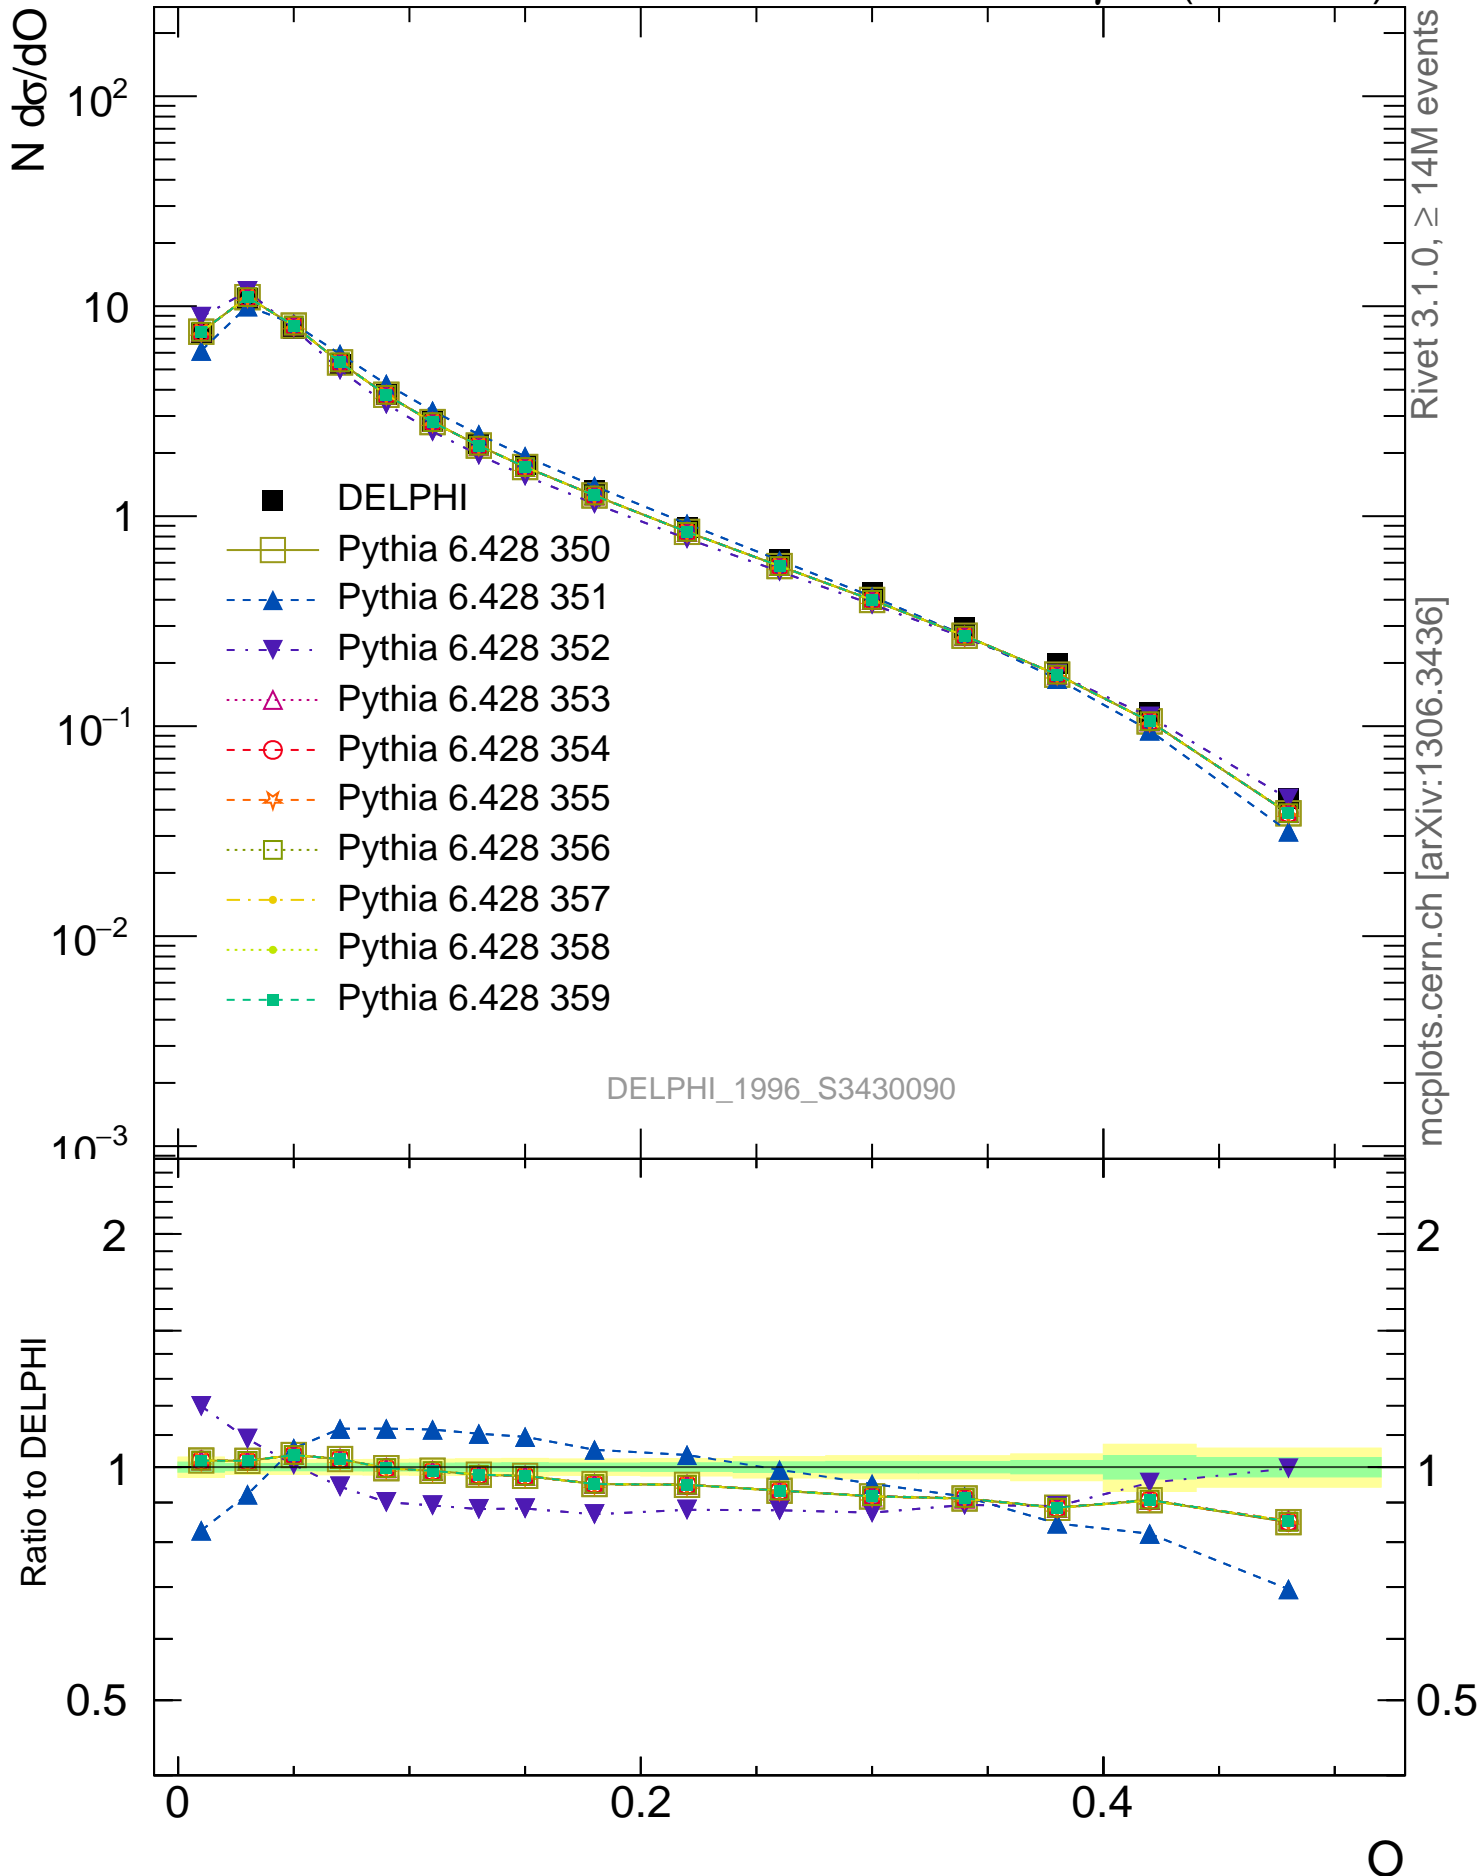 N dσ/dO
10²
10
1
10⁻¹
10⁻²
10⁻³
DELPHI
Pythia 6.428 350
Pythia 6.428 351
Pythia 6.428 352
Pythia 6.428 353
Pythia 6.428 354
Pythia 6.428 355
Pythia 6.428 356
Pythia 6.428 357
Pythia 6.428 358
Pythia 6.428 359
DELPHI_1996_S3430090
Rivet 3.1.0, ≥ 14M events
mcplots.cern.ch [arXiv:1306.3436]
Ratio to DELPHI
2
1
0.5
2
1
0.5
0
0.2
0.4
O